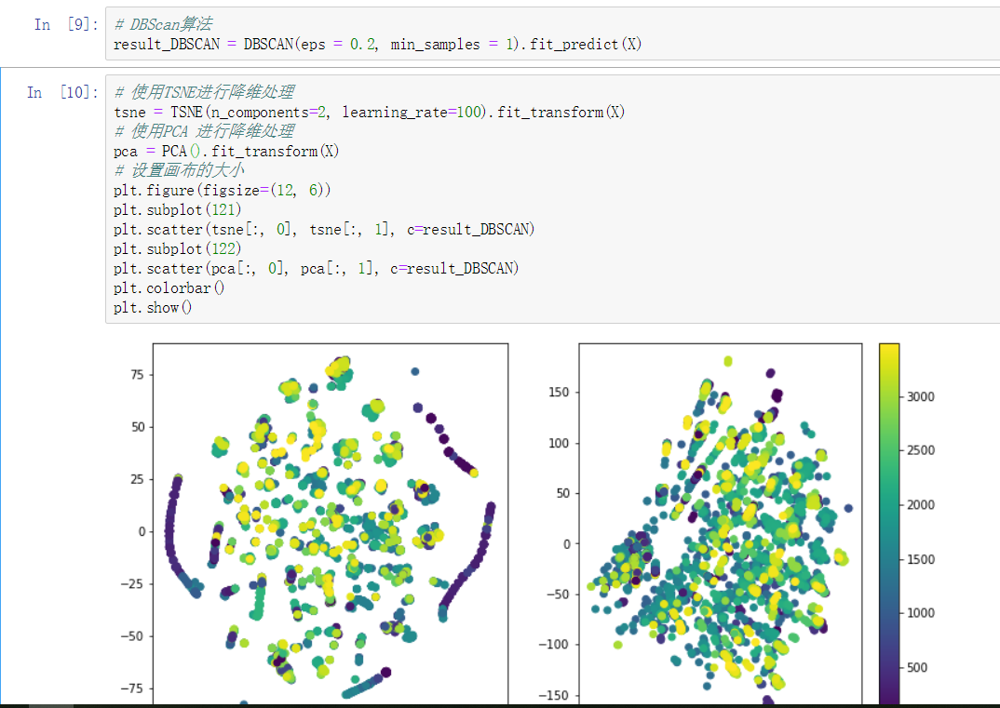 In [9]:
# DBScan算法
result_DBSCAN = DBSCAN(eps = 0.2, min_samples = 1).fit_predict(X)
In [10]:
# 使用TSNE进行降维处理
tsne = TSNE(n_components=2, learning_rate=100).fit_transform(X)
# 使用PCA 进行降维处理
pca = PCA().fit_transform(X)
# 设置画布的大小
plt.figure(figsize=(12, 6))
plt.subplot(121)
plt.scatter(tsne[:, 0], tsne[:, 1], c=result_DBSCAN)
plt.subplot(122)
plt.scatter(pca[:, 0], pca[:, 1], c=result_DBSCAN)
plt.colorbar()
plt.show()
75
50
25
0
−25
−50
−75
150
100
50
0
−50
−100
−150
3000
2500
2000
1500
1000
500